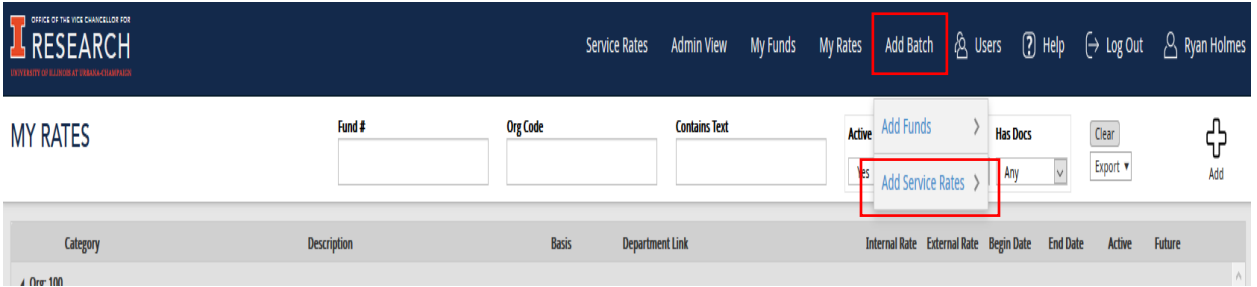 OFFICE OF THE VICE CHANCELLOR FOR
RESEARCH
UNIVERSITY OF ILLINOIS AT URBANA-CHAMPAIGN
Service Rates Admin View My Funds My Rates Add Batch Users Help Log Out Ryan Holmes
MY RATES
Fund # Org Code Contains Text Active Has Docs Clear
Yes Any Export ▼ Add
Add Funds >
Add Service Rates >
Category Description Basis Department Link Internal Rate External Rate Begin Date End Date Active Future
Org: 100